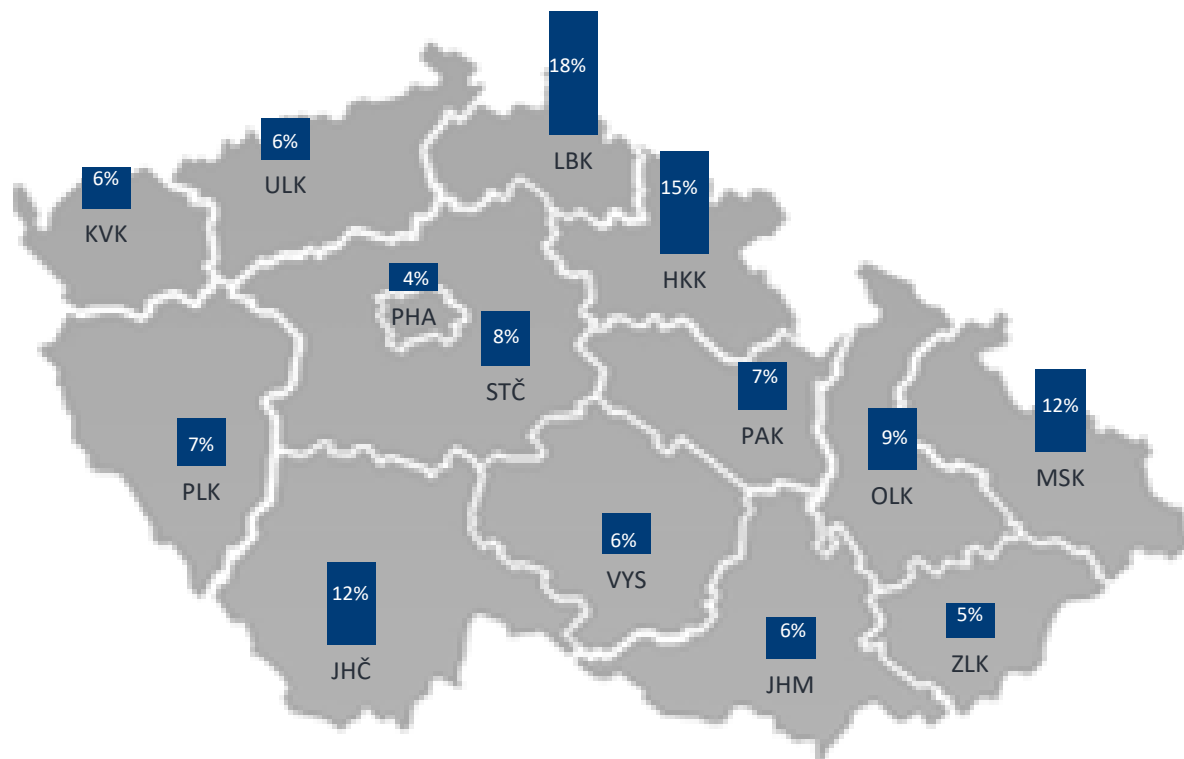 18%
LBK
6%
ULK
6%
KVK
15%
HKK
4%
PHA
8%
STČ
7%
PAK
12%
MSK
9%
OLK
7%
PLK
6%
VYS
12%
JHČ
6%
JHM
5%
ZLK